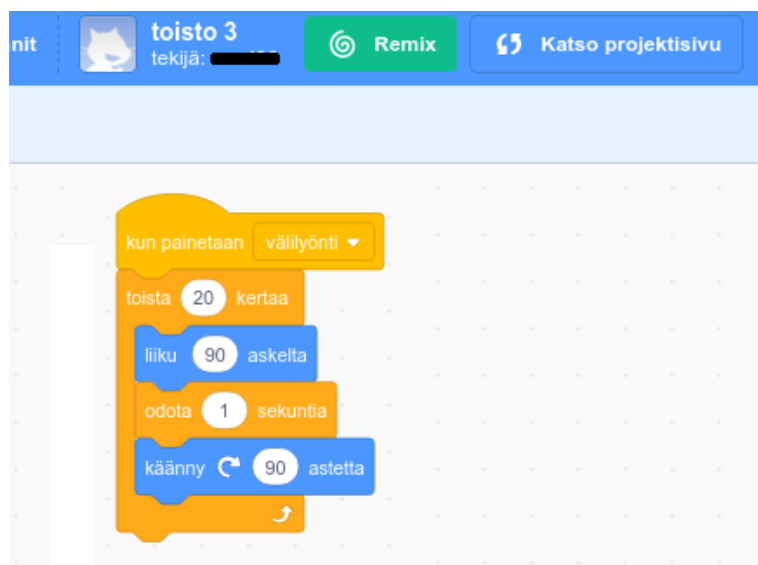 nnit
toisto 3
tekijä:
Remix
Katso projektisivu
kun painetaan välilyönti
toista 20 kertaa
liiku 90 askelta
odota 1 sekuntia
käänny 90 astetta